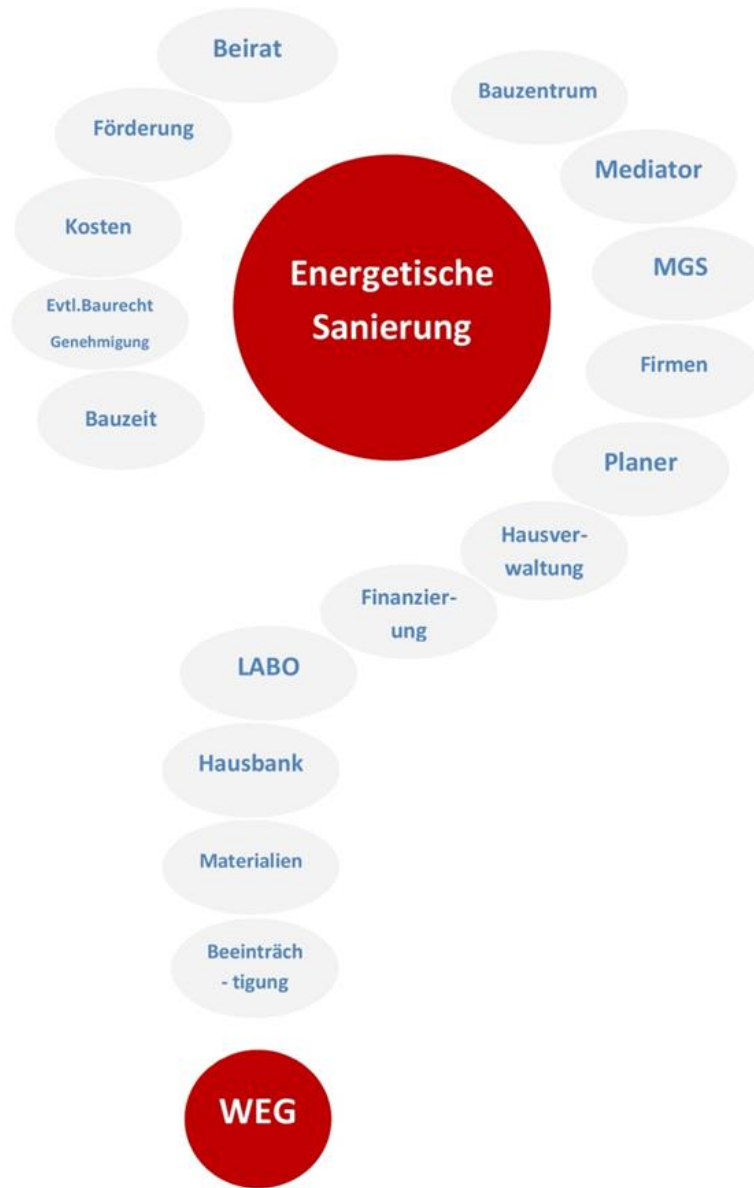 Beirat
Bauzentrum
Förderung
Mediator
Kosten
MGS
Energetische
Sanierung
Evtl.Baurecht
Genehmigung
Firmen
Bauzeit
Planer
Hausver-
waltung
Finanzier-
ung
LABO
Hausbank
Materialien
Beeinträch
- tigung
WEG